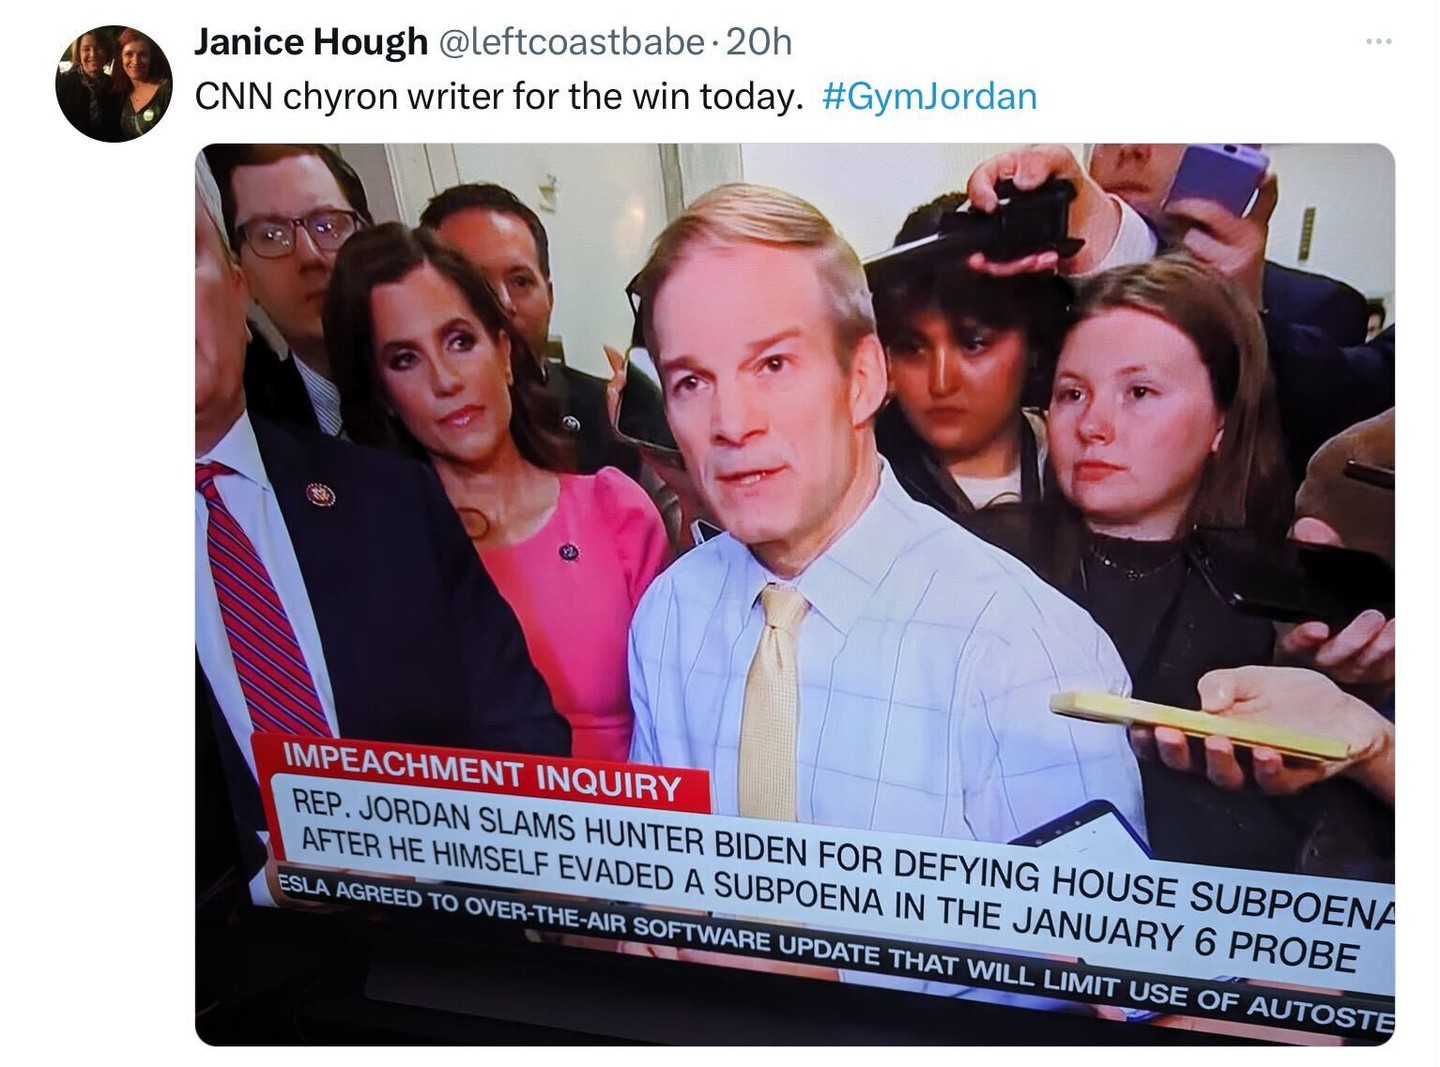 Janice Hough @leftcoastbabe · 20h
CNN chyron writer for the win today. #GymJordan
IMPEACHMENT INQUIRY
REP. JORDAN SLAMS HUNTER BIDEN FOR DEFYING HOUSE SUBPOENA
AFTER HE HIMSELF EVADED A SUBPOENA IN THE JANUARY 6 PROBE
ESLA AGREED TO OVER-THE-AIR SOFTWARE UPDATE THAT WILL LIMIT USE OF AUTOSTE